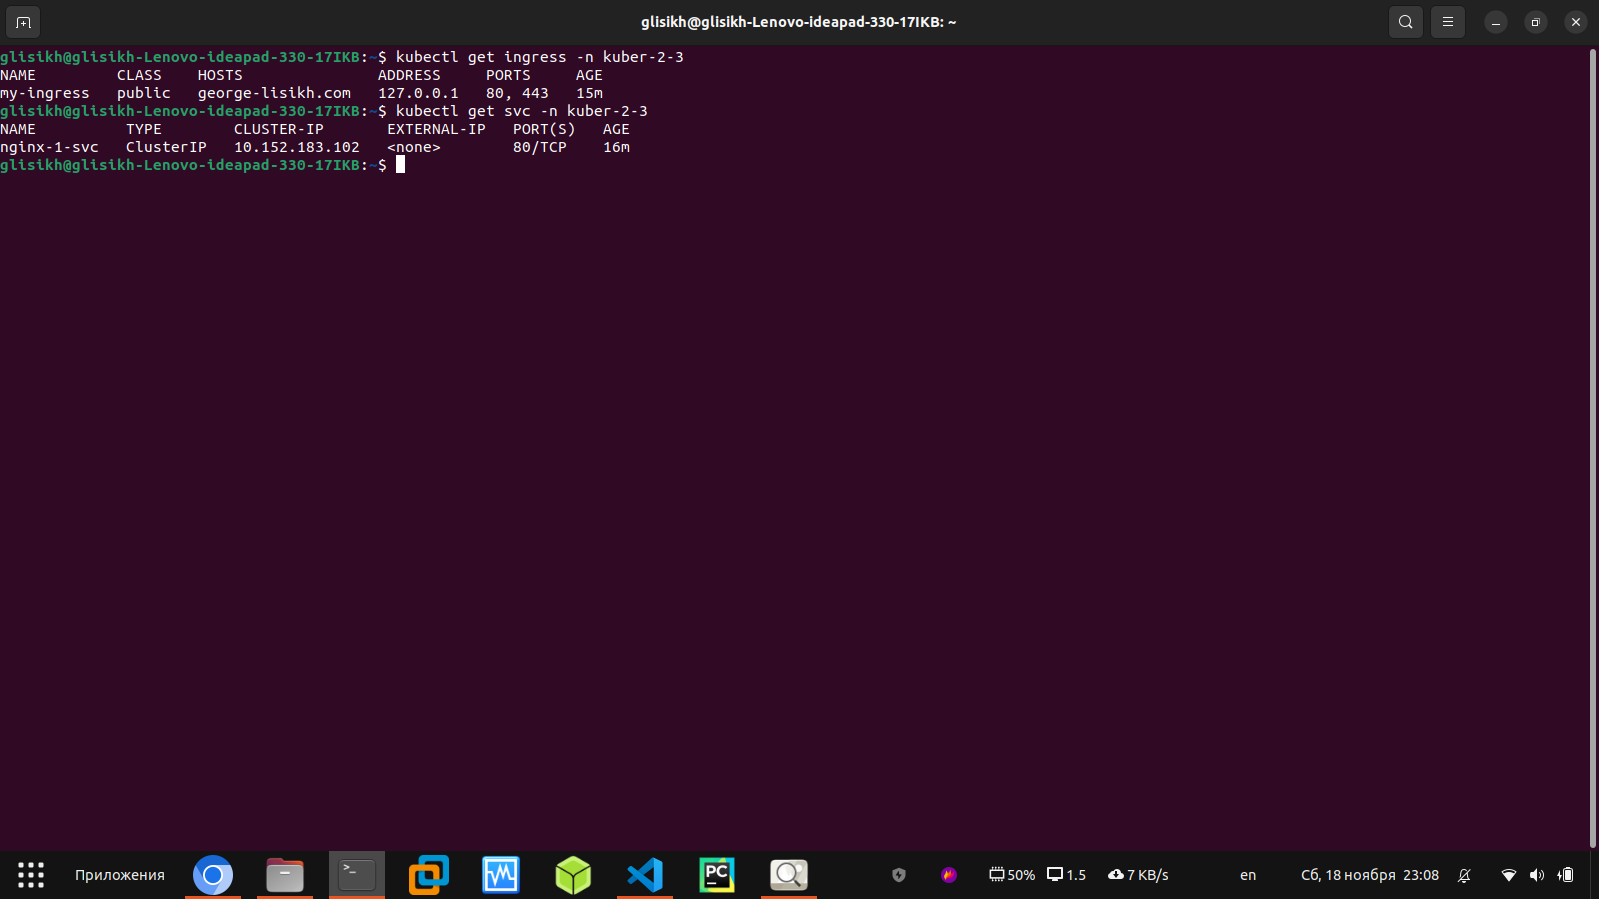 glisikh@glisikh-Lenovo-ideapad-330-17IKB: ~
glisikh@glisikh-Lenovo-ideapad-330-17IKB:~$ kubectl get ingress -n kuber-2-3
NAME CLASS HOSTS ADDRESS PORTS AGE
my-ingress public george-lisikh.com 127.0.0.1 80, 443 15m
glisikh@glisikh-Lenovo-ideapad-330-17IKB:~$ kubectl get svc -n kuber-2-3
NAME TYPE CLUSTER-IP EXTERNAL-IP PORT(S) AGE
nginx-1-svc ClusterIP 10.152.183.102 <none> 80/TCP 16m
glisikh@glisikh-Lenovo-ideapad-330-17IKB:~$
Приложения >_ PC 50% 1.5 7 KB/s en Сб, 18 ноября 23:08